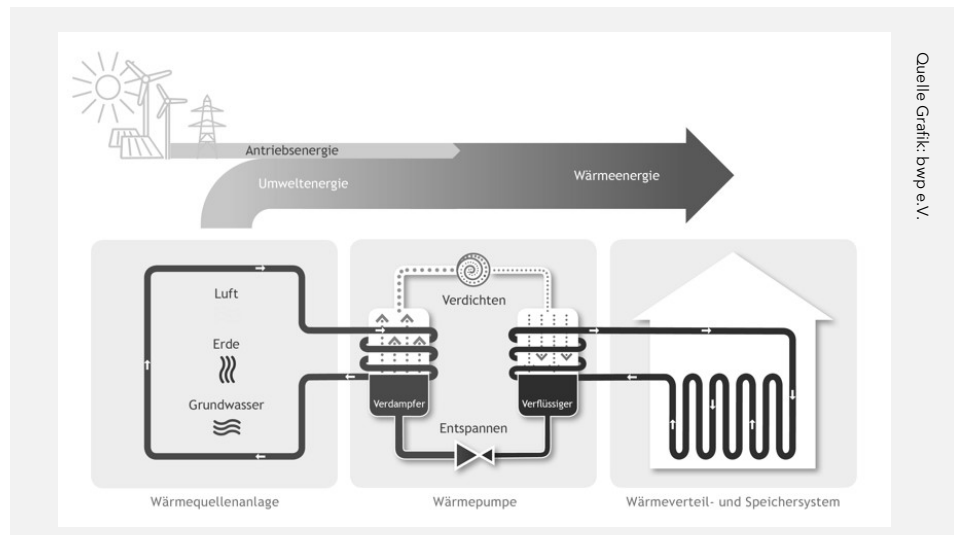 Antriebsenergie
Umweltenergie
Wärmeenergie
Luft
Erde
Grundwasser
Verdichten
Verdampfer
Verflüssiger
Entspannen
Wärmequellenanlage
Wärmepumpe
Wärmeverteil- und Speichersystem
Quelle Grafik: bwp e.V.